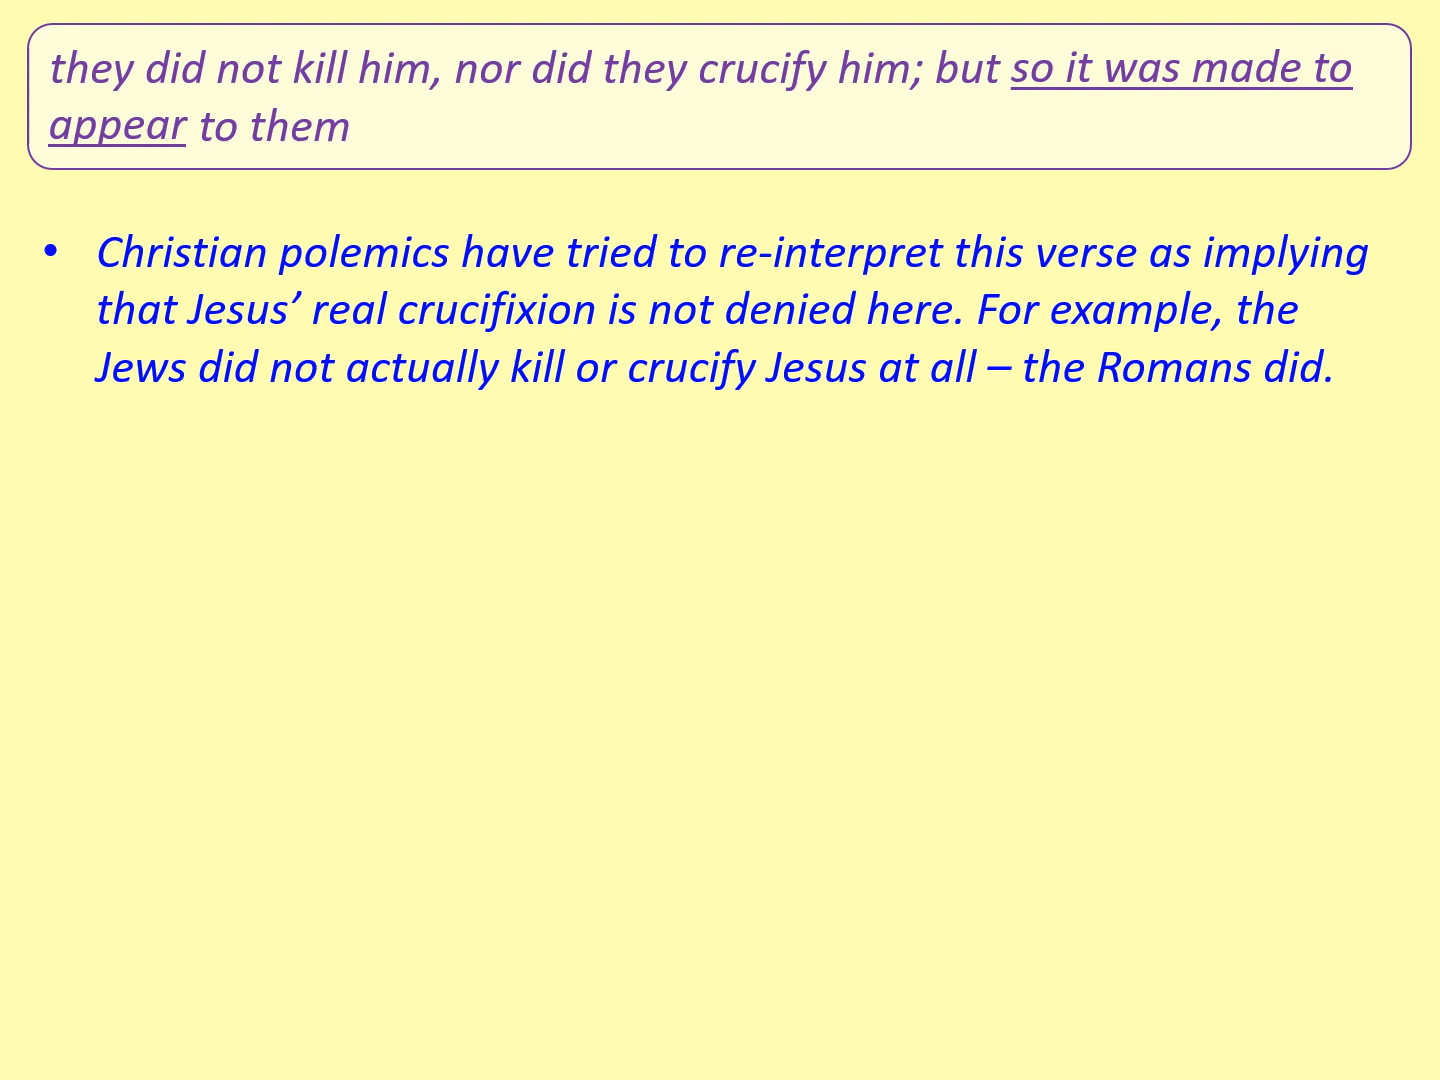 they did not kill him, nor did they crucify him; but so it was made to
appear to them
• Christian polemics have tried to re-interpret this verse as implying
that Jesus’ real crucifixion is not denied here. For example, the
Jews did not actually kill or crucify Jesus at all – the Romans did.